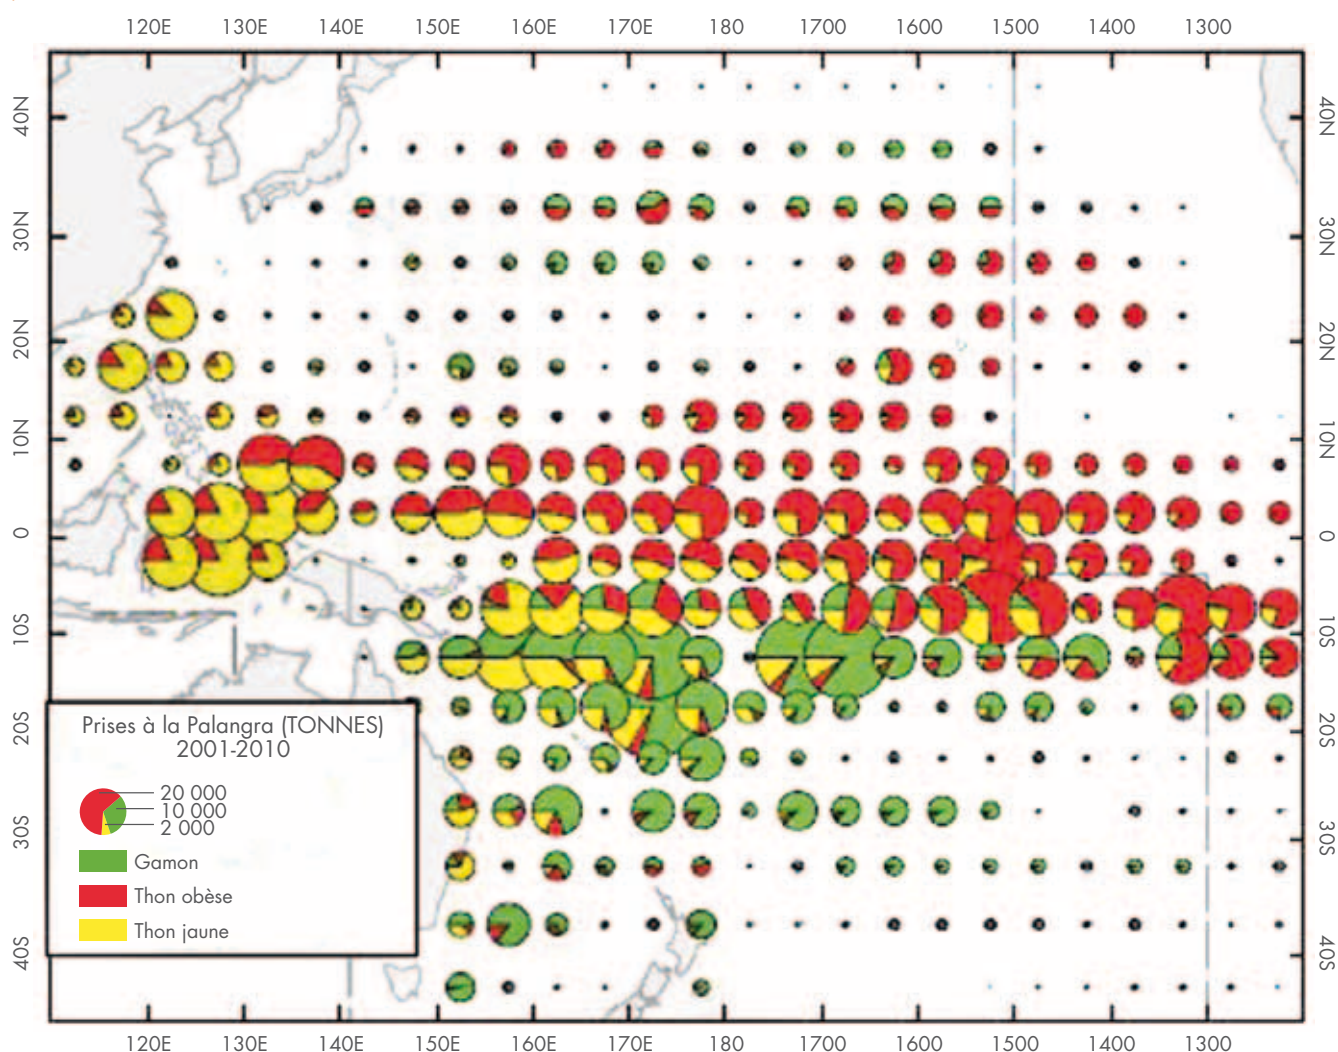 120E 130E 140E 150E 160E 170E 180 1700 1600 1500 1400 1300
40N 40N
30N 30N
20N 20N
10N 10N
0 0
10S 10S
20S 20S
30S 30S
40S 40S
Prises à la Palangra (TONNES)
2001-2010
20 000
10 000
2 000
Gamon
Thon obèse
Thon jaune
120E 130E 140E 150E 160E 170E 180 1700 1600 1500 1400 1300